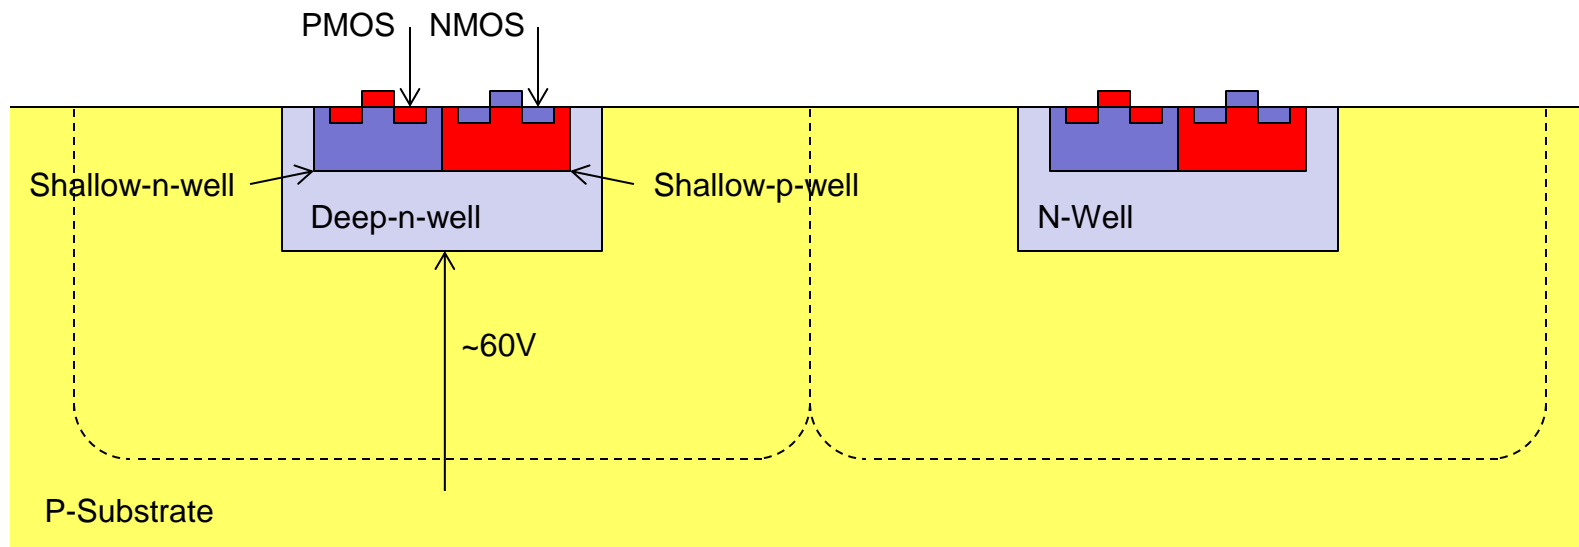 PMOS NMOS
Shallow-n-well
Shallow-p-well
Deep-n-well
N-Well
~60V
P-Substrate